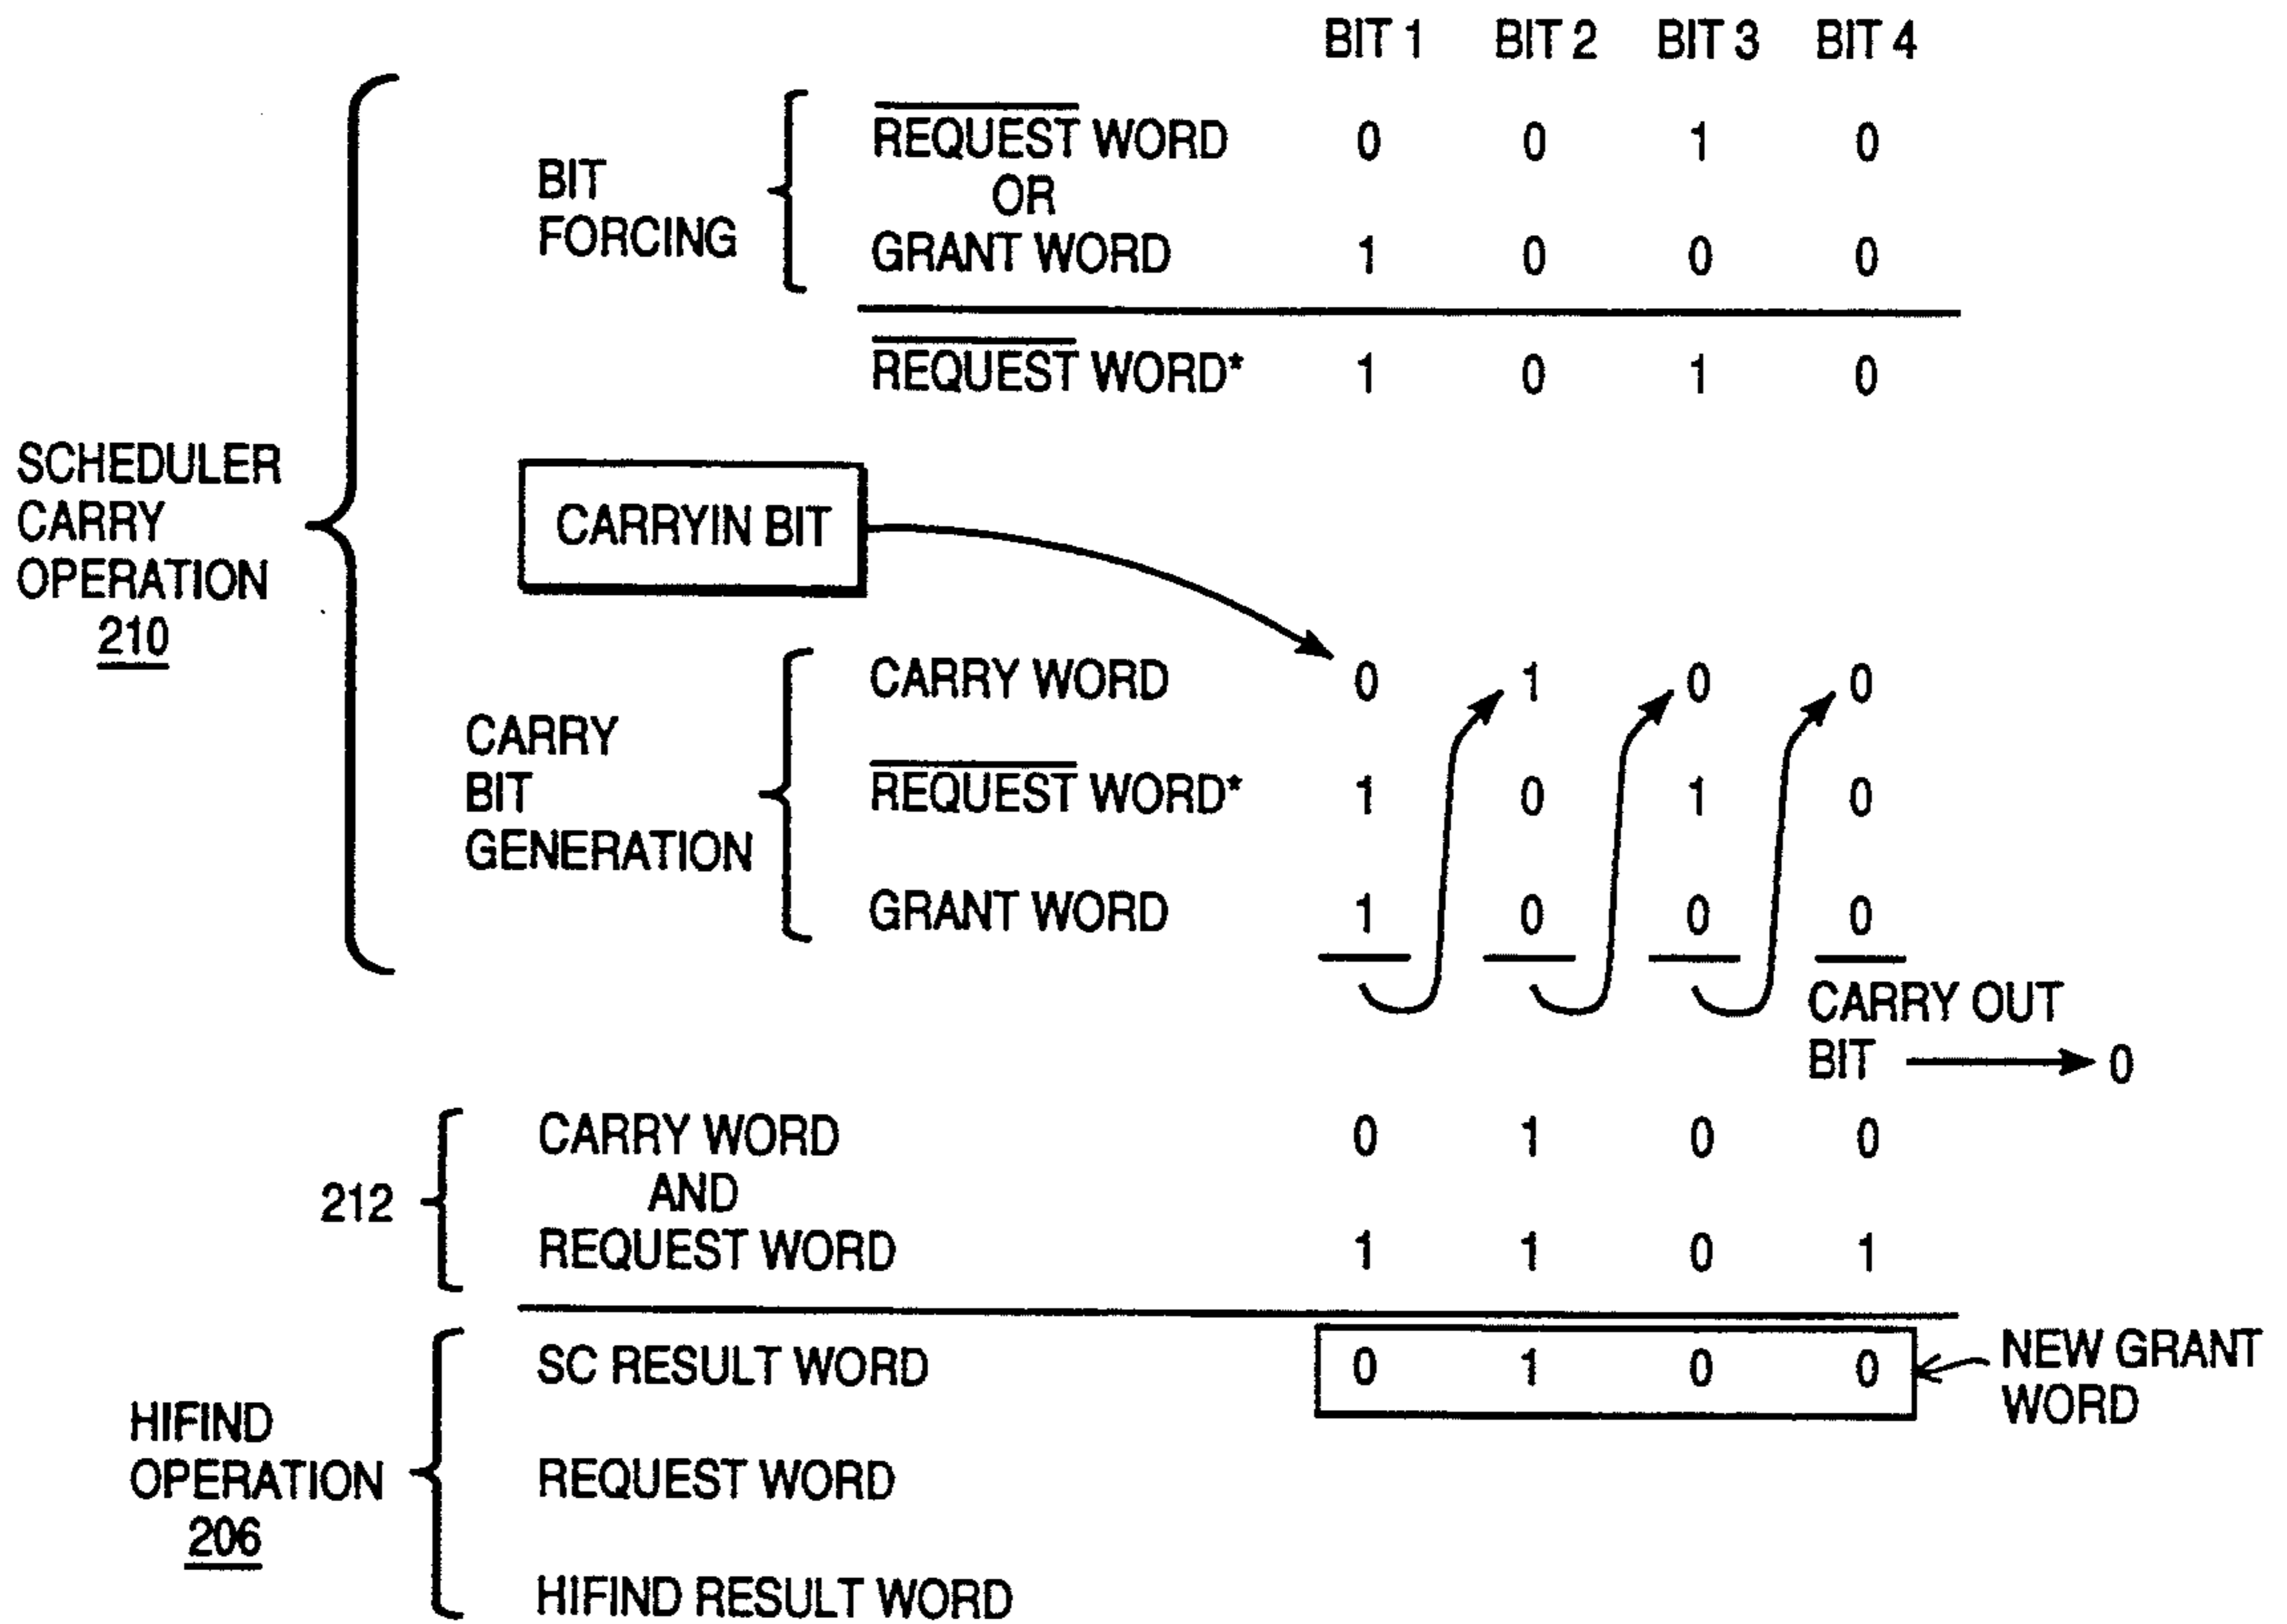 BIT 1 BIT 2 BIT 3 BIT 4
REQUEST WORD 0 0 1 0
OR
BIT
FORCING
GRANT WORD 1 0 0 0
REQUEST WORD* 1 0 1 0
SCHEDULER
CARRY
OPERATION
210
CARRYIN BIT
CARRY WORD 0 1 0 0
CARRY
BIT
GENERATION
REQUEST WORD* 1 0 1 0
GRANT WORD 1 0 0 0
CARRY OUT
BIT 0
CARRY WORD 0 1 0 0
AND
212
REQUEST WORD 1 1 0 1
SC RESULT WORD 0 1 0 0
NEW GRANT
WORD
HIFIND
OPERATION
206
REQUEST WORD
HIFIND RESULT WORD